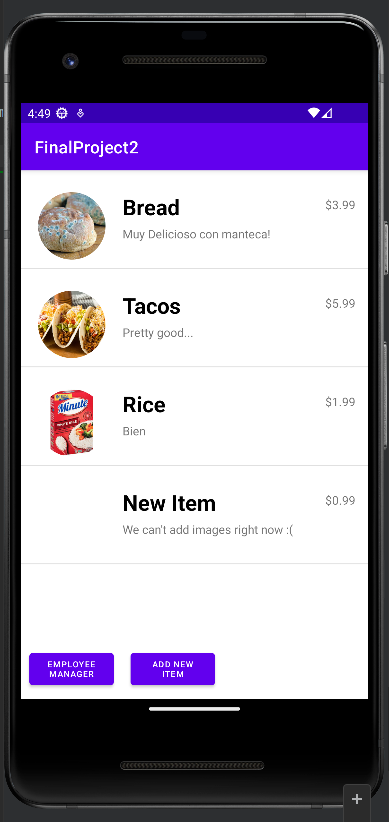 4:49
FinalProject2
Bread
$3.99
Muy Delicioso con manteca!
Tacos
$5.99
Pretty good...
Minute
Rice
$1.99
Bien
New Item
$0.99
We can't add images right now :(
EMPLOYEE
MANAGER
ADD NEW
ITEM